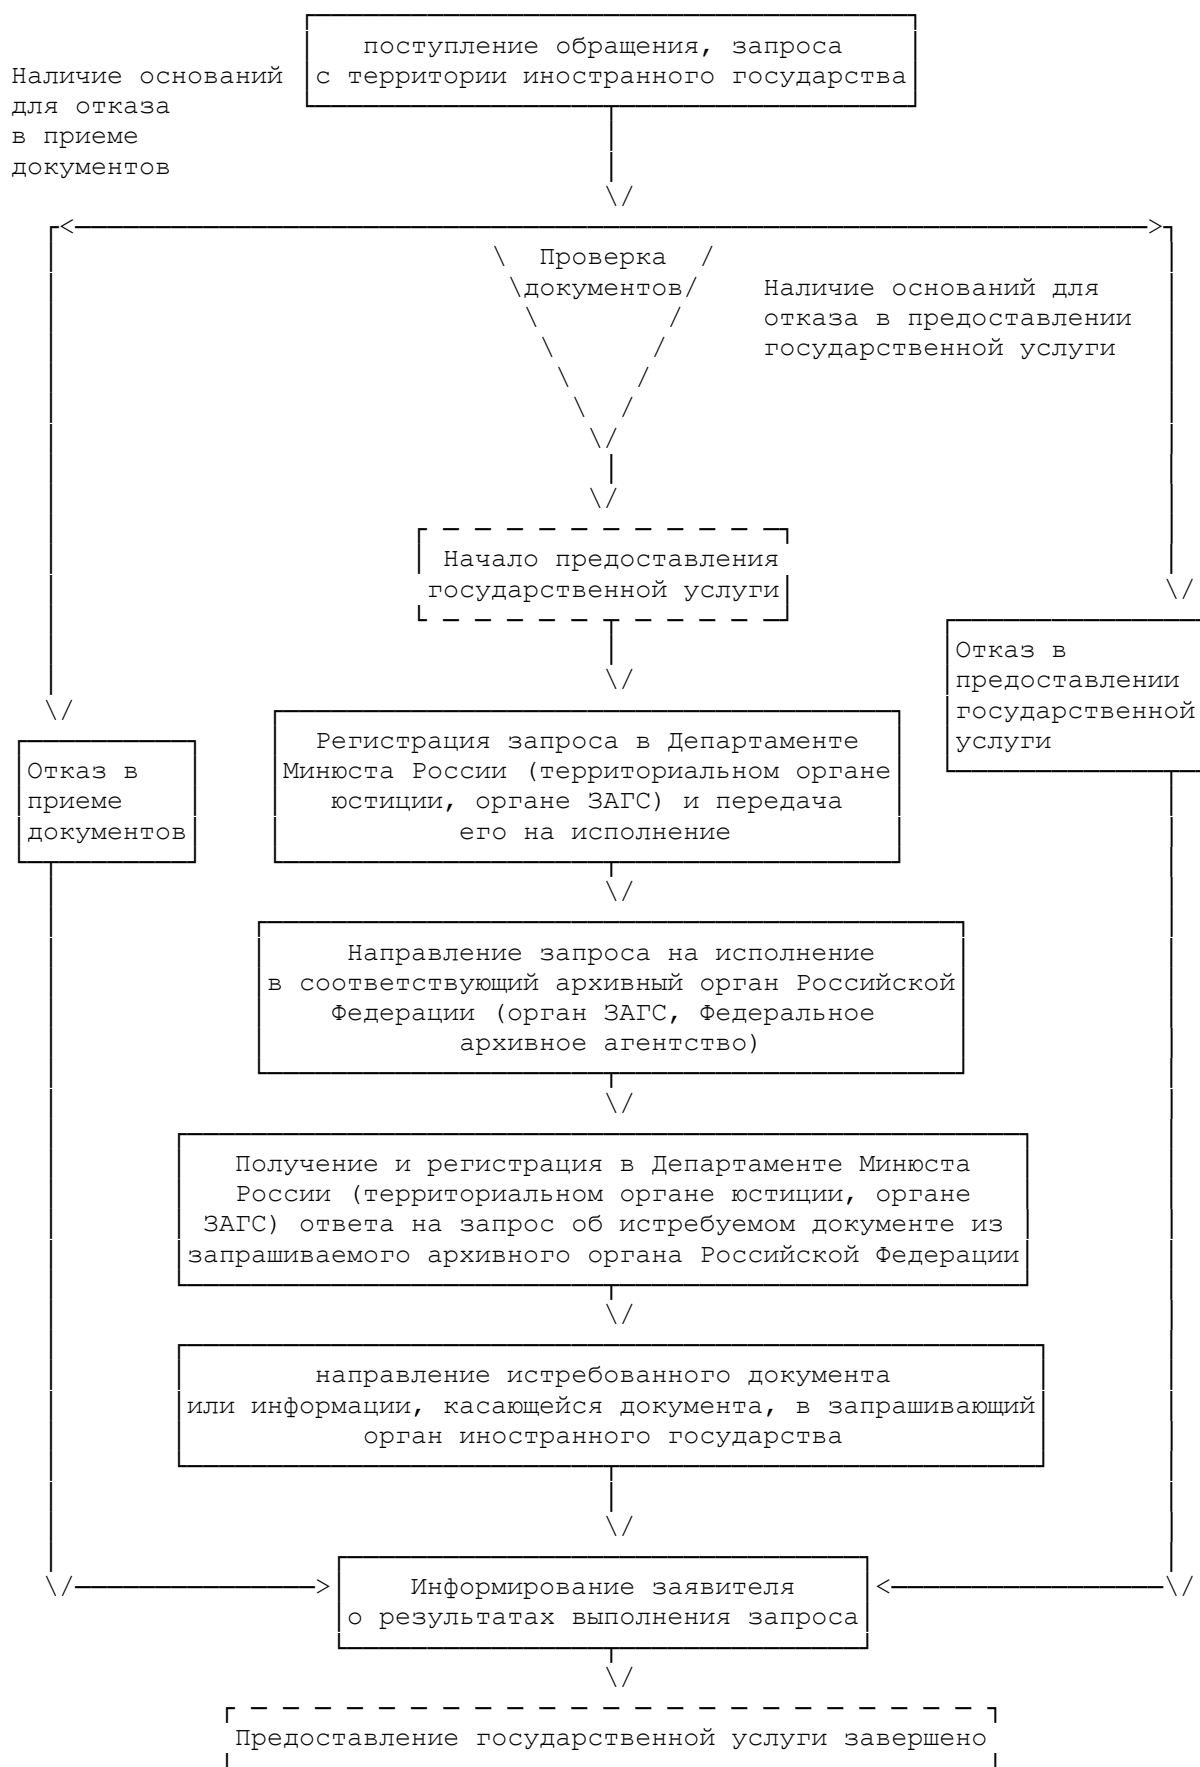 поступление обращения, запроса
с территории иностранного государства
Наличие оснований
для отказа
в приеме
документов
Проверка
документов
Наличие оснований для
отказа в предоставлении
государственной услуги
Начало предоставления
государственной услуги
Отказ в
предоставлении
государственной
услуги
Регистрация запроса в Департаменте
Минюста России (территориальном органе
юстиции, органе ЗАГС) и передача
его на исполнение
Отказ в
приеме
документов
Направление запроса на исполнение
в соответствующий архивный орган Российской
Федерации (орган ЗАГС, Федеральное
архивное агентство)
Получение и регистрация в Департаменте Минюста
России (территориальном органе юстиции, органе
ЗАГС) ответа на запрос об истребуемом документе из
запрашиваемого архивного органа Российской Федерации
направление истребованного документа
или информации, касающейся документа, в запрашивающий
орган иностранного государства
Информирование заявителя
о результатах выполнения запроса
Предоставление государственной услуги завершено